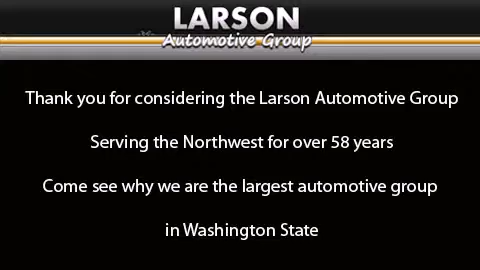 LARSON
Automotive Group
Thank you for considering the Larson Automotive Group
Serving the Northwest for over 58 years
Come see why we are the largest automotive group
in Washington State